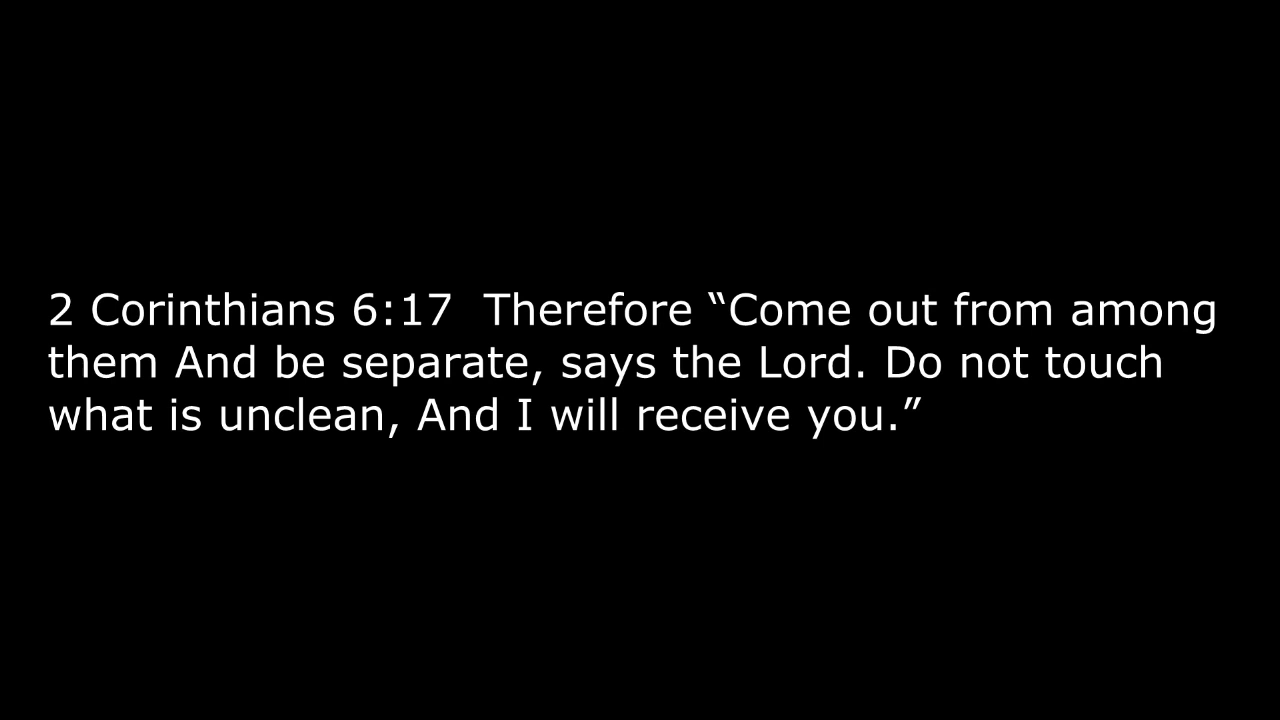 2 Corinthians 6:17  Therefore “Come out from among
them And be separate, says the Lord. Do not touch
what is unclean, And I will receive you.”